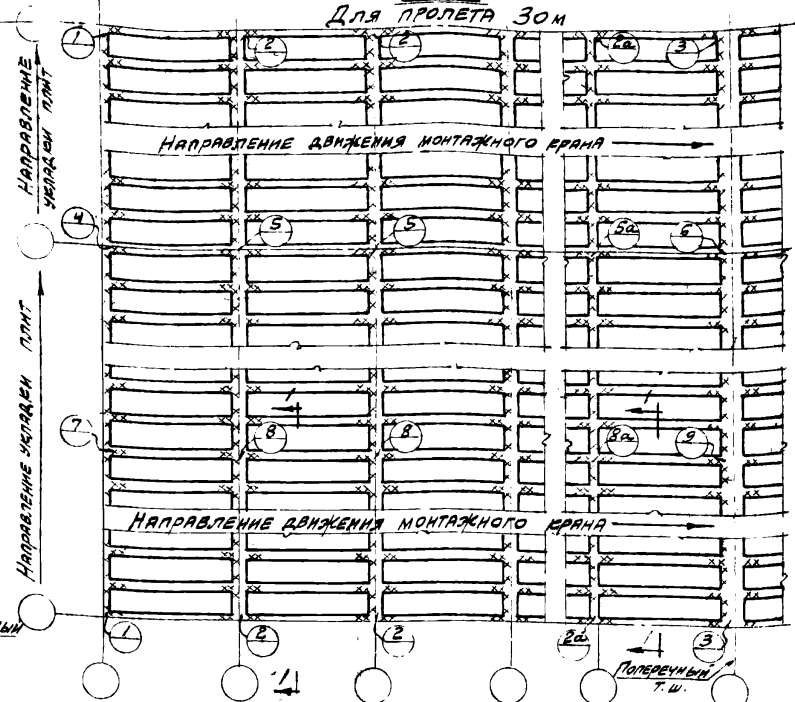 Для пролета 30м
1 2 2 2а 3
Направление укладки плит
Направление движения монтажного крана
4 5 5 5а 6
Направление укладки плит
1 1
7 8 8 8а 9
Направление движения монтажного крана
ный
1 2 2 2а 1 3
1
Поперечный
т.ш.